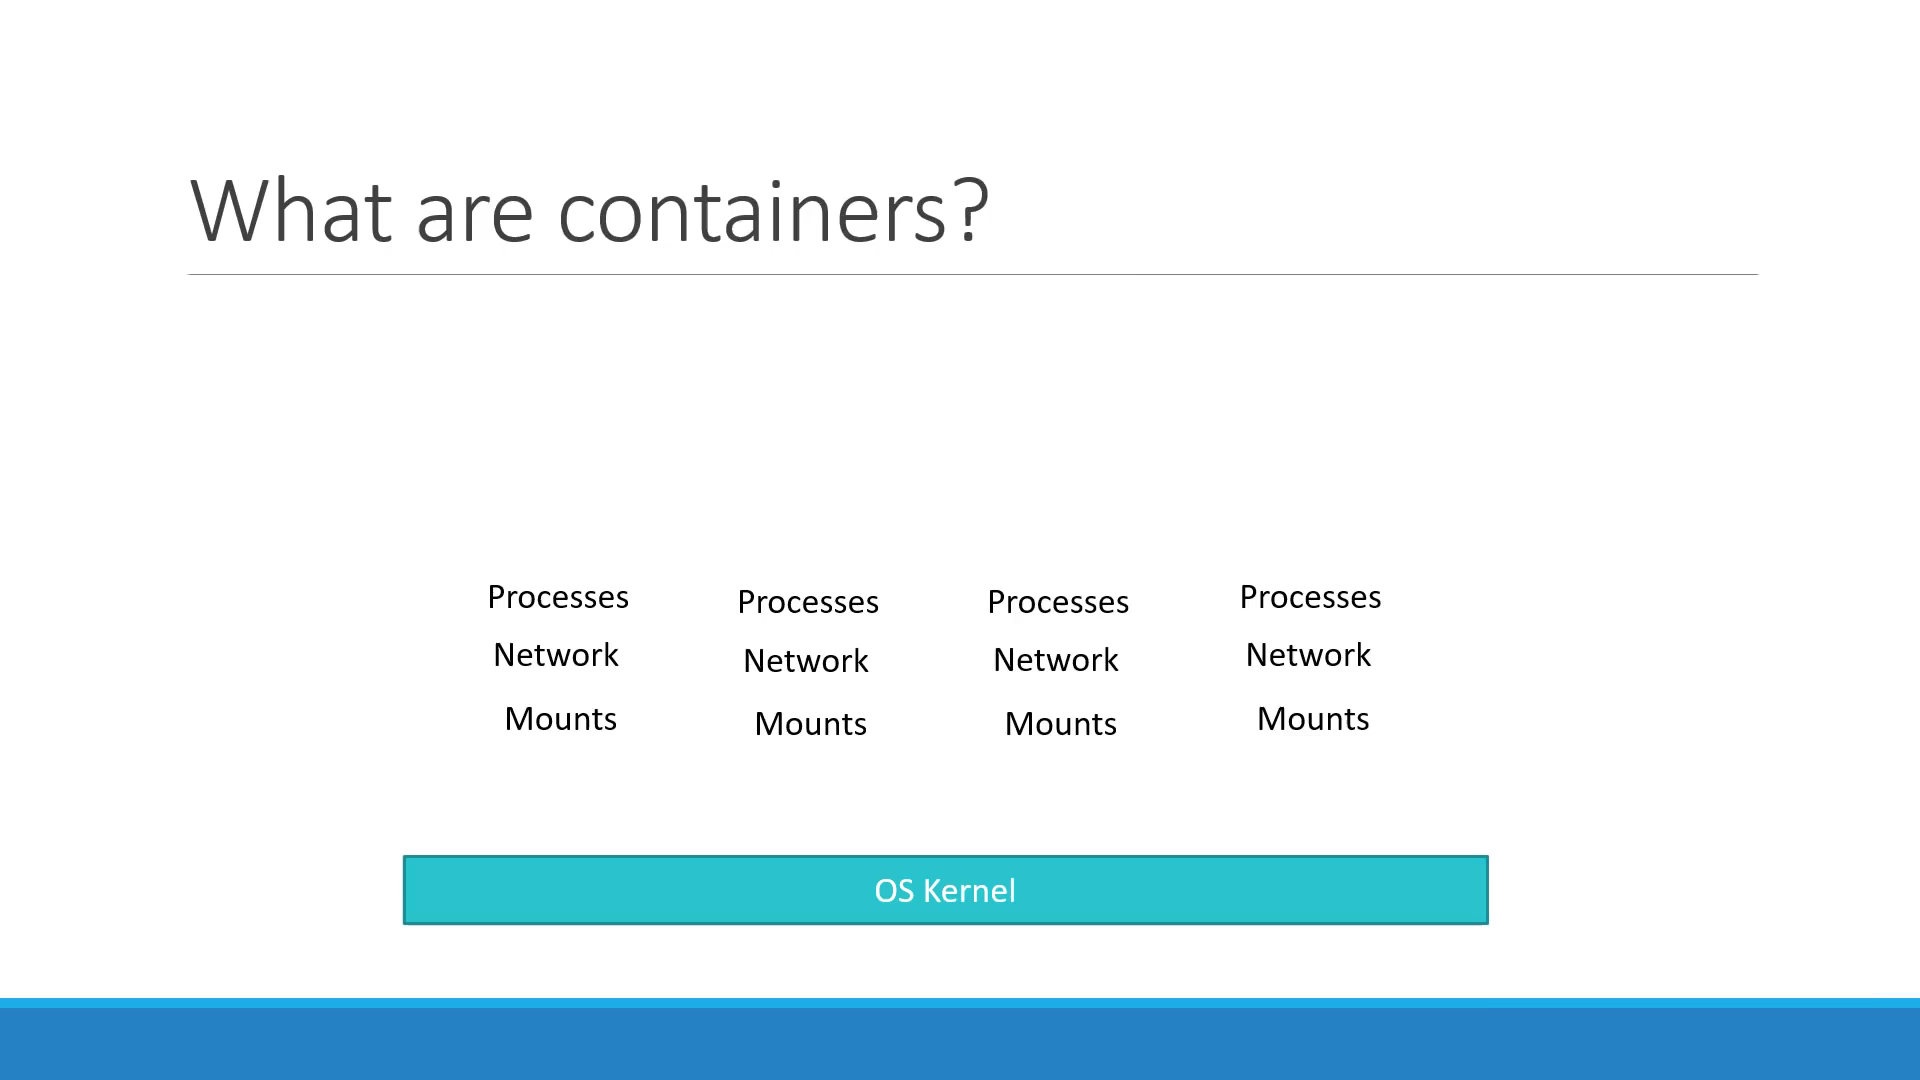 What are containers?
Processes Processes Processes Processes
Network Network Network Network
Mounts Mounts Mounts Mounts
OS Kernel